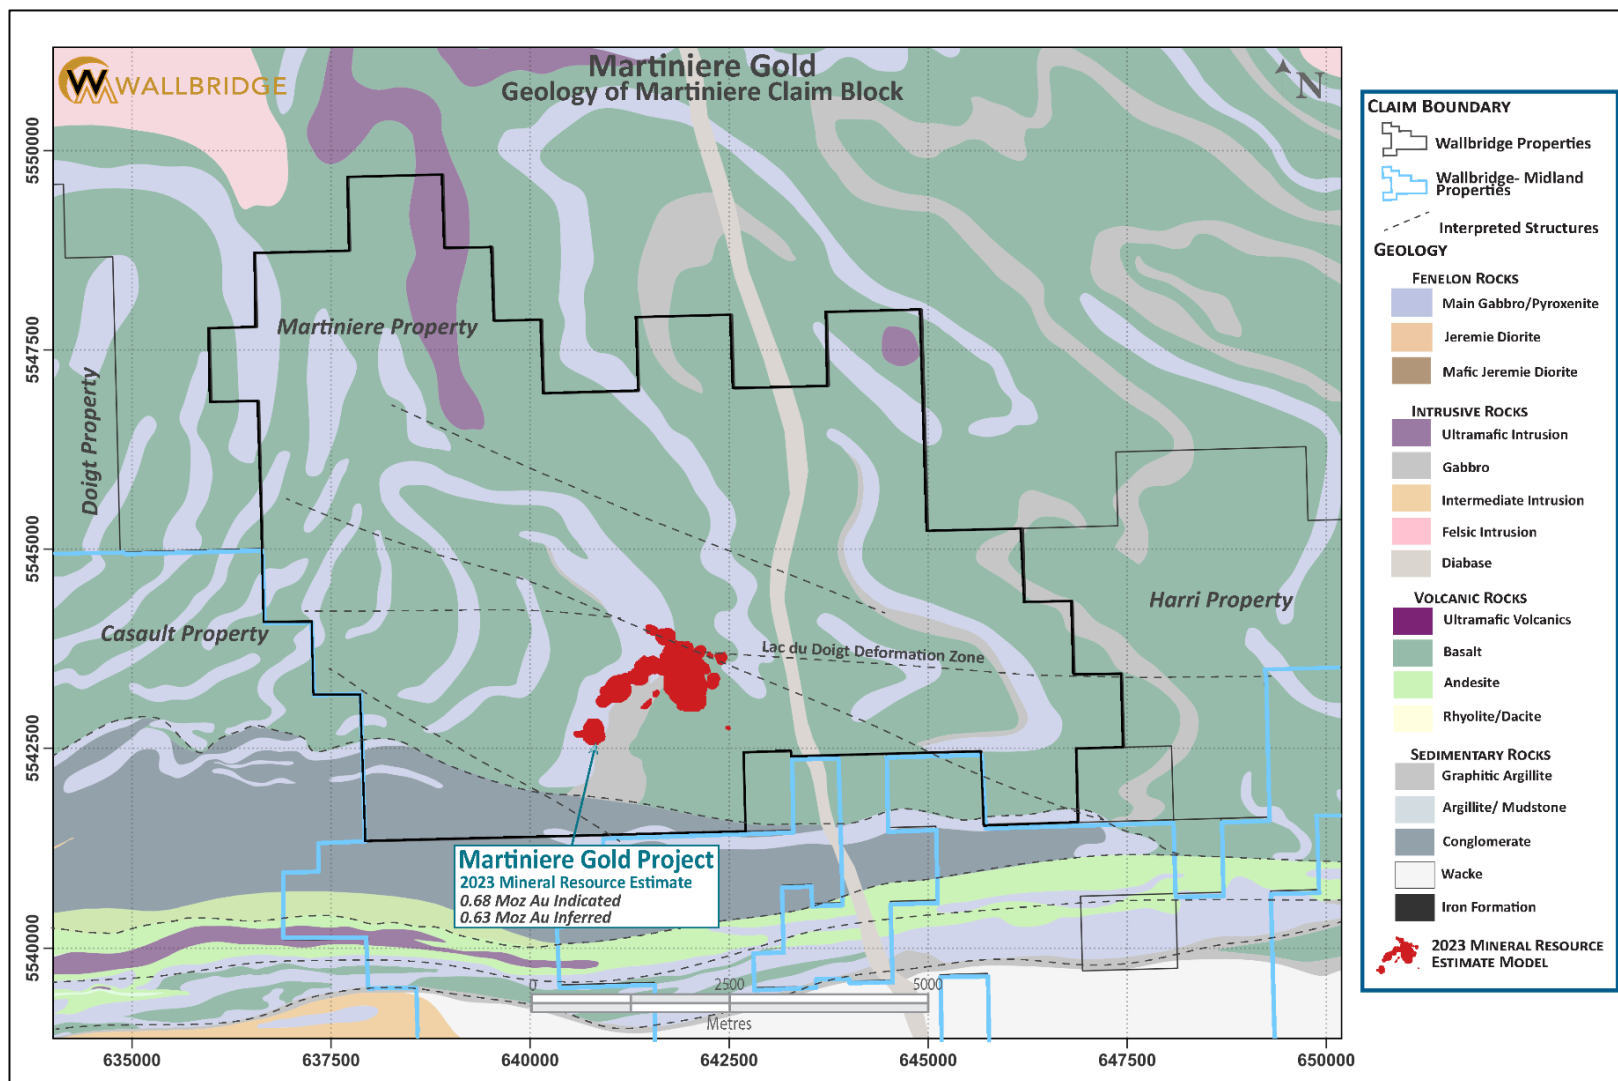 WALLBRIDGE
Martiniere Gold
Geology of Martiniere Claim Block
N
5550000
5547500
5545000
5542500
5540000
Martiniere Property
Doigt Property
Casault Property
Harri Property
Lac du Doigt Deformation Zone
Martiniere Gold Project
2023 Mineral Resource Estimate
0.68 Moz Au Indicated
0.63 Moz Au Inferred
0 2500 5000
Metres
635000 637500 640000 642500 645000 647500 650000
CLAIM BOUNDARY
Wallbridge Properties
Wallbridge- Midland
Properties
Interpreted Structures
GEOLOGY
FENELON ROCKS
Main Gabbro/Pyroxenite
Jeremie Diorite
Mafic Jeremie Diorite
INTRUSIVE ROCKS
Ultramafic Intrusion
Gabbro
Intermediate Intrusion
Felsic Intrusion
Diabase
VOLCANIC ROCKS
Ultramafic Volcanics
Basalt
Andesite
Rhyolite/Dacite
SEDIMENTARY ROCKS
Graphitic Argillite
Argillite/ Mudstone
Conglomerate
Wacke
Iron Formation
2023 MINERAL RESOURCE
ESTIMATE MODEL